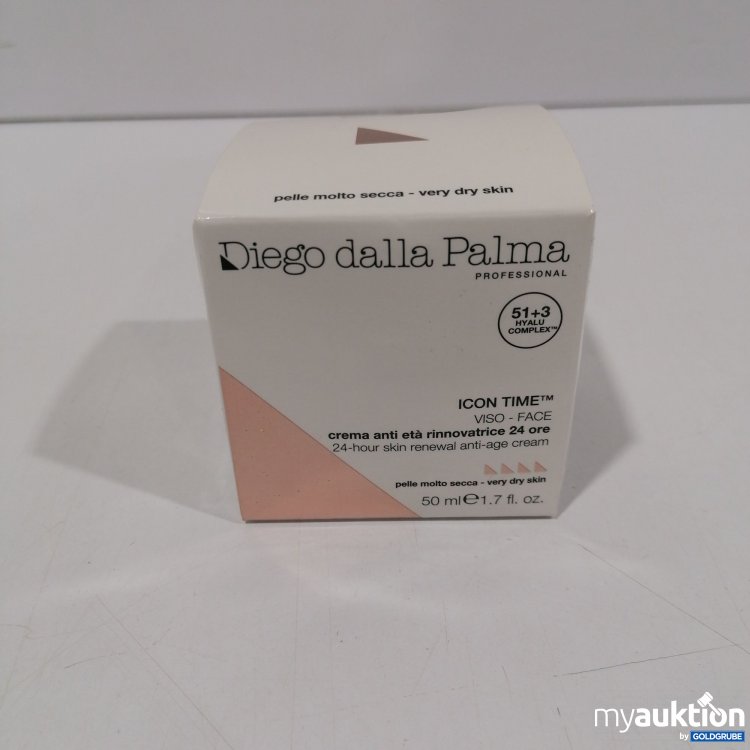 pelle molto secca - very dry skin
Diego dalla Palma
PROFESSIONAL
51+3
HYALU
COMPLEX™
ICON TIME™
VISO - FACE
crema anti età rinnovatrice 24 ore
24-hour skin renewal anti-age cream
pelle molto secca - very dry skin
50 ml ℮ 1.7 fl. oz.
myauktion
by GOLDGRUBE